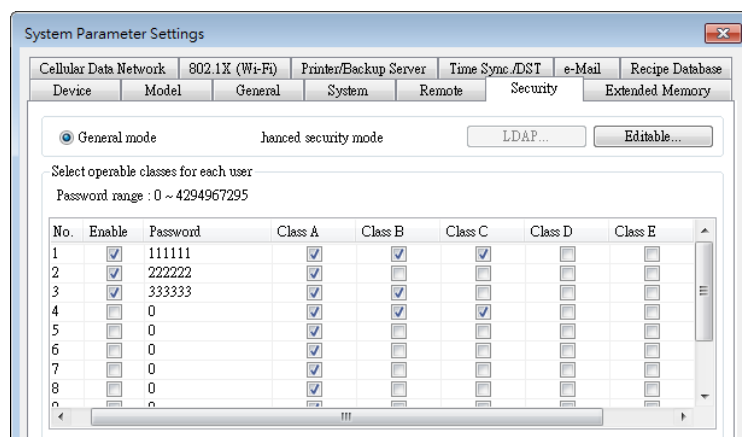 System Parameter Settings
Cellular Data Network 802.1X (Wi-Fi) Printer/Backup Server Time Sync./DST e-Mail Recipe Database
Device Model General System Remote Security Extended Memory
General mode hanced security mode LDAP... Editable...
Select operable classes for each user
Password range : 0 ~ 4294967295
No. Enable Password Class A Class B Class C Class D Class E
1 111111
2 222222
3 333333
4 0
5 0
6 0
7 0
8 0